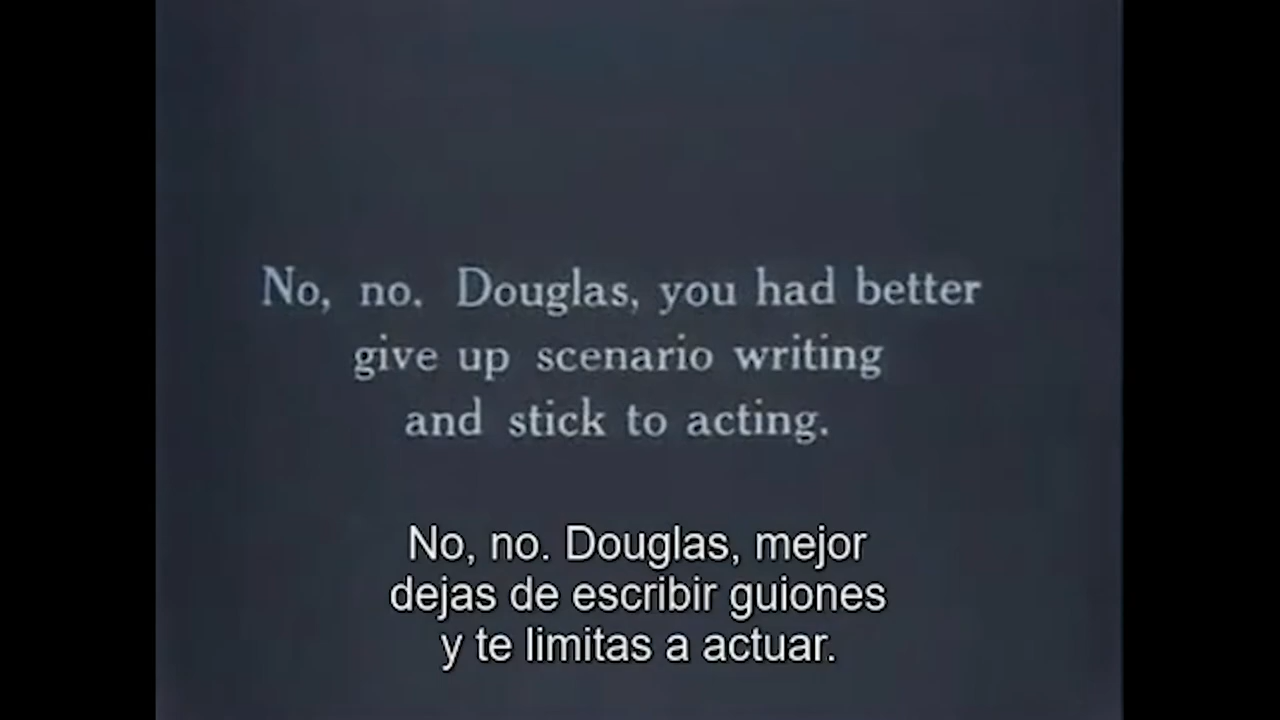 No, no. Douglas, you had better
give up scenario writing
and stick to acting.
No, no. Douglas, mejor
dejas de escribir guiones
y te limitas a actuar.